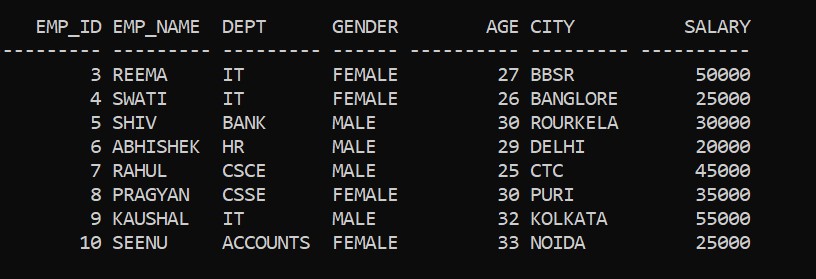 EMP_ID EMP_NAME DEPT GENDER AGE CITY SALARY
--------- --------- --------- ------ ---------- --------- ----------
3 REEMA IT FEMALE 27 BBSR 50000
4 SWATI IT FEMALE 26 BANGLORE 25000
5 SHIV BANK MALE 30 ROURKELA 30000
6 ABHISHEK HR MALE 29 DELHI 20000
7 RAHUL CSCE MALE 25 CTC 45000
8 PRAGYAN CSSE FEMALE 30 PURI 35000
9 KAUSHAL IT MALE 32 KOLKATA 55000
10 SEENU ACCOUNTS FEMALE 33 NOIDA 25000